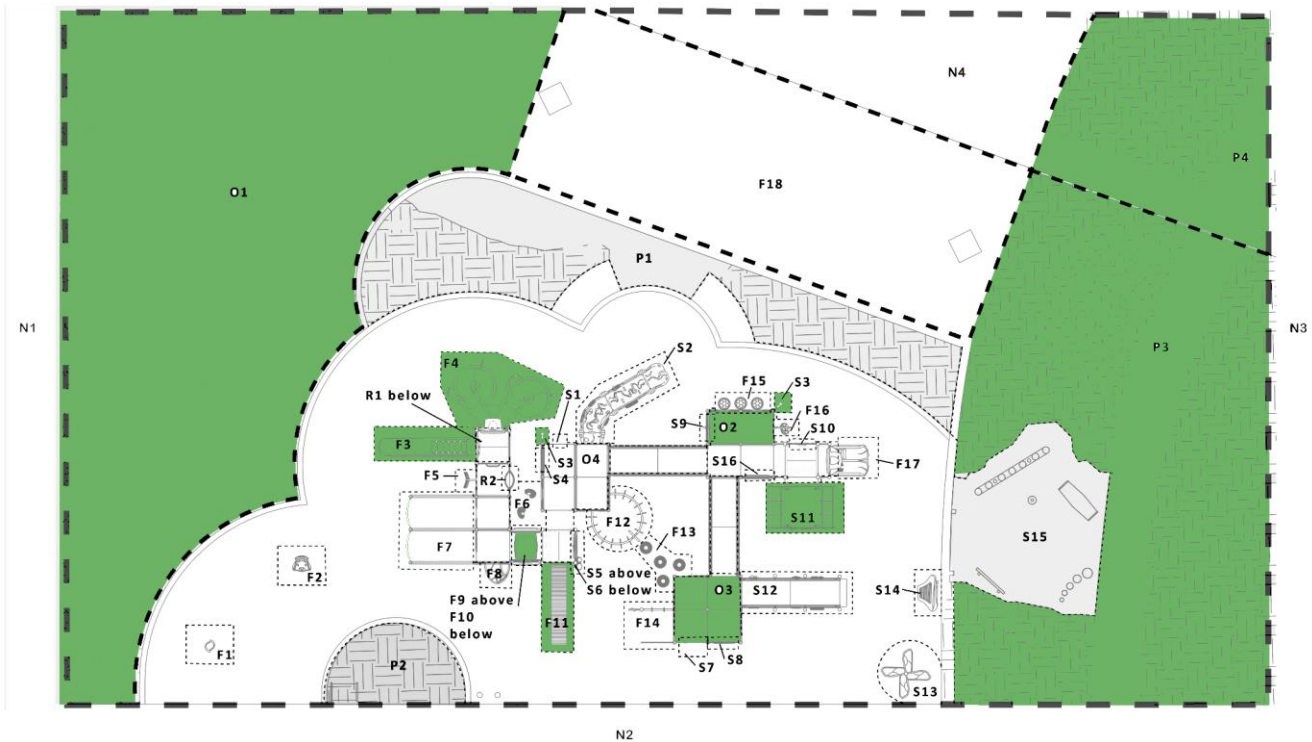 N4
P4
O1
F18
P1
N1
N3
P3
S2
F4
S1
R1 below
F15
S3
F16
S9
O2
S10
F3
O4
S3
S16
F17
S4
F5
R2
F6
S11
F12
F13
S15
F7
F2
F8
S5 above
S6 below
O3
S12
S14
F9 above
F10
below
F11
F14
F1
P2
S7
S8
S13
N2